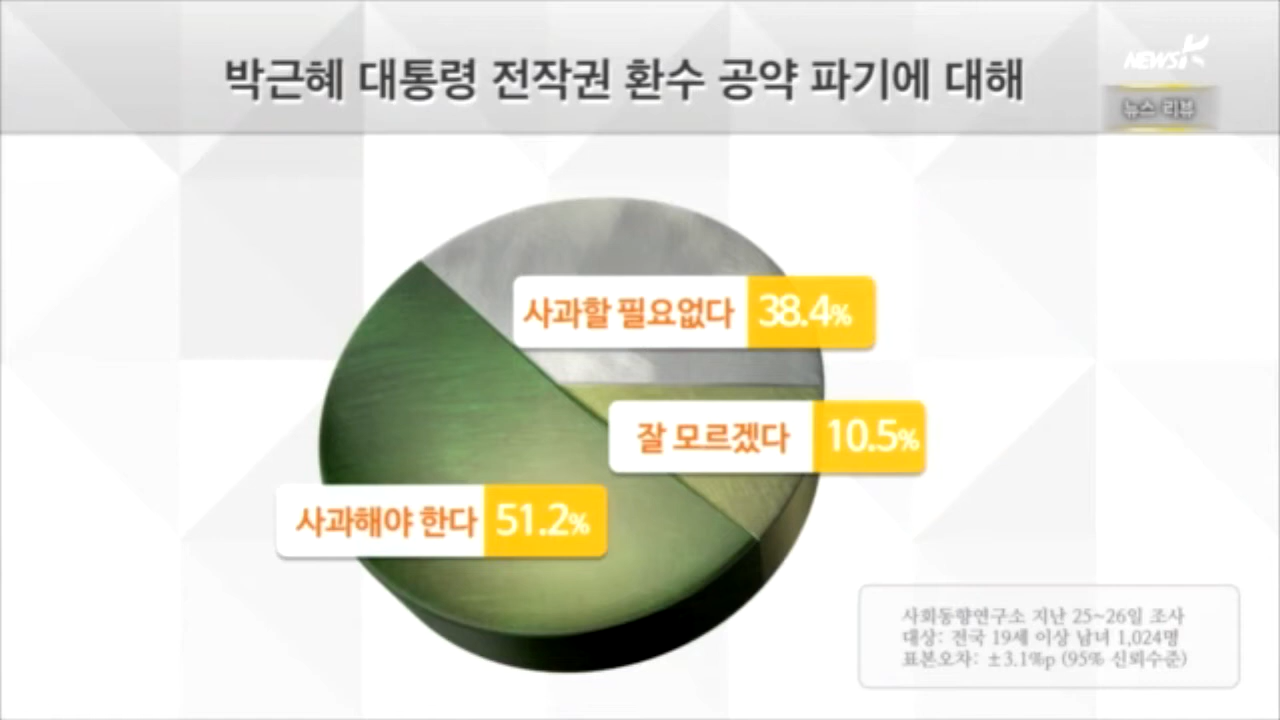 박근혜 대통령 전작권 환수 공약 파기에 대해
NEWS K
뉴스 리뷰
사과할 필요없다 38.4%
잘 모르겠다 10.5%
사과해야 한다 51.2%
사회동향연구소 지난 25~26일 조사
대상: 전국 19세 이상 남녀 1,024명
표본오차: ±3.1%p (95% 신뢰수준)